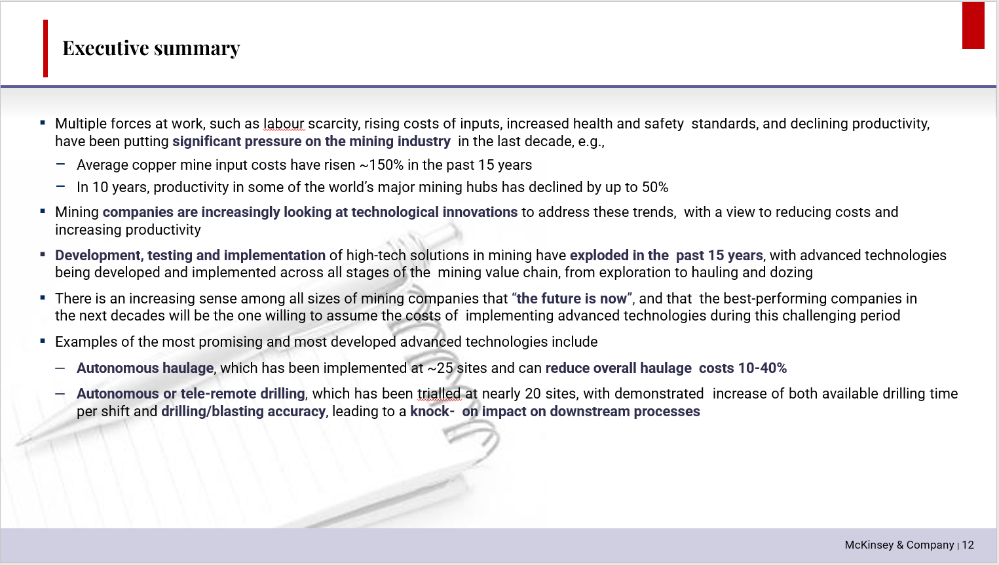 Executive summary
▪ Multiple forces at work, such as labour scarcity, rising costs of inputs, increased health and safety  standards, and declining productivity,
have been putting significant pressure on the mining industry  in the last decade, e.g.,
– Average copper mine input costs have risen ~150% in the past 15 years
– In 10 years, productivity in some of the world’s major mining hubs has declined by up to 50%
▪ Mining companies are increasingly looking at technological innovations to address these trends,  with a view to reducing costs and
increasing productivity
▪ Development, testing and implementation of high-tech solutions in mining have exploded in the  past 15 years, with advanced technologies
being developed and implemented across all stages of the  mining value chain, from exploration to hauling and dozing
▪ There is an increasing sense among all sizes of mining companies that “the future is now”, and that  the best-performing companies in
the next decades will be the one willing to assume the costs of  implementing advanced technologies during this challenging period
▪ Examples of the most promising and most developed advanced technologies include
— Autonomous haulage, which has been implemented at ~25 sites and can reduce overall haulage  costs 10-40%
— Autonomous or tele-remote drilling, which has been trialled at nearly 20 sites, with demonstrated  increase of both available drilling time
per shift and drilling/blasting accuracy, leading to a knock-  on impact on downstream processes
McKinsey & Company | 12